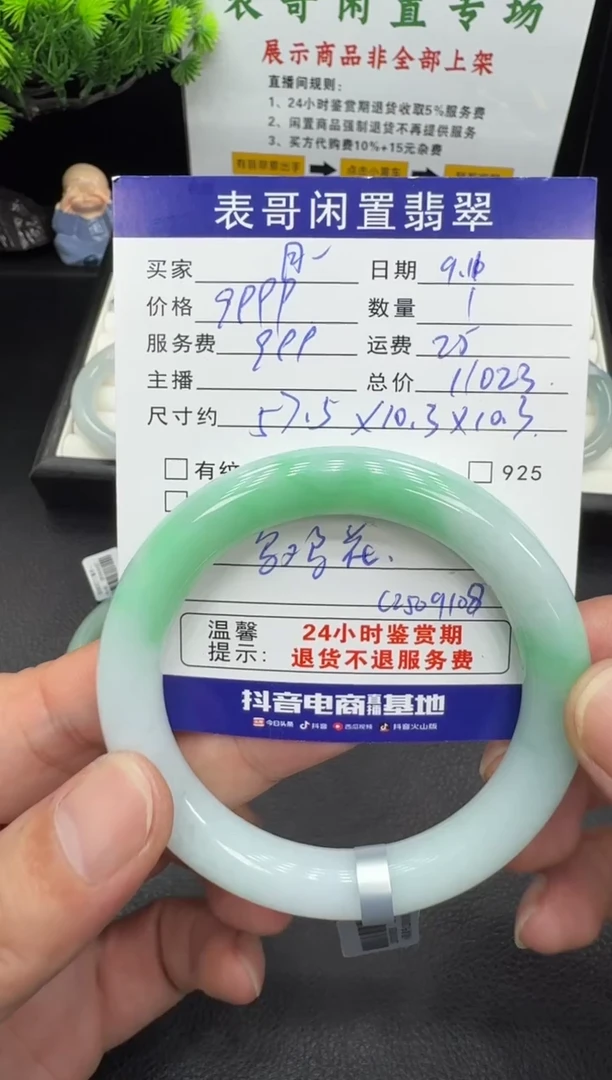 表哥闲置专场
展示商品非全部上架
直播间规则：
1、24小时鉴赏期退货收取5%服务费
2、闲置商品强制退货不再提供服务
3、买方代购费10%+15元杂费
表哥闲置翡翠
买家 日期 9.
价格 9999 数量 1
服务费 999 运费 25
主播 总价 11023
尺寸约 57.5×10.3×10.3
有纹 925
花
C2509108
温馨提示： 24小时鉴赏期
退货不退服务费
抖音电商直播基地
今日头条 抖音 西瓜视频 抖音火山版